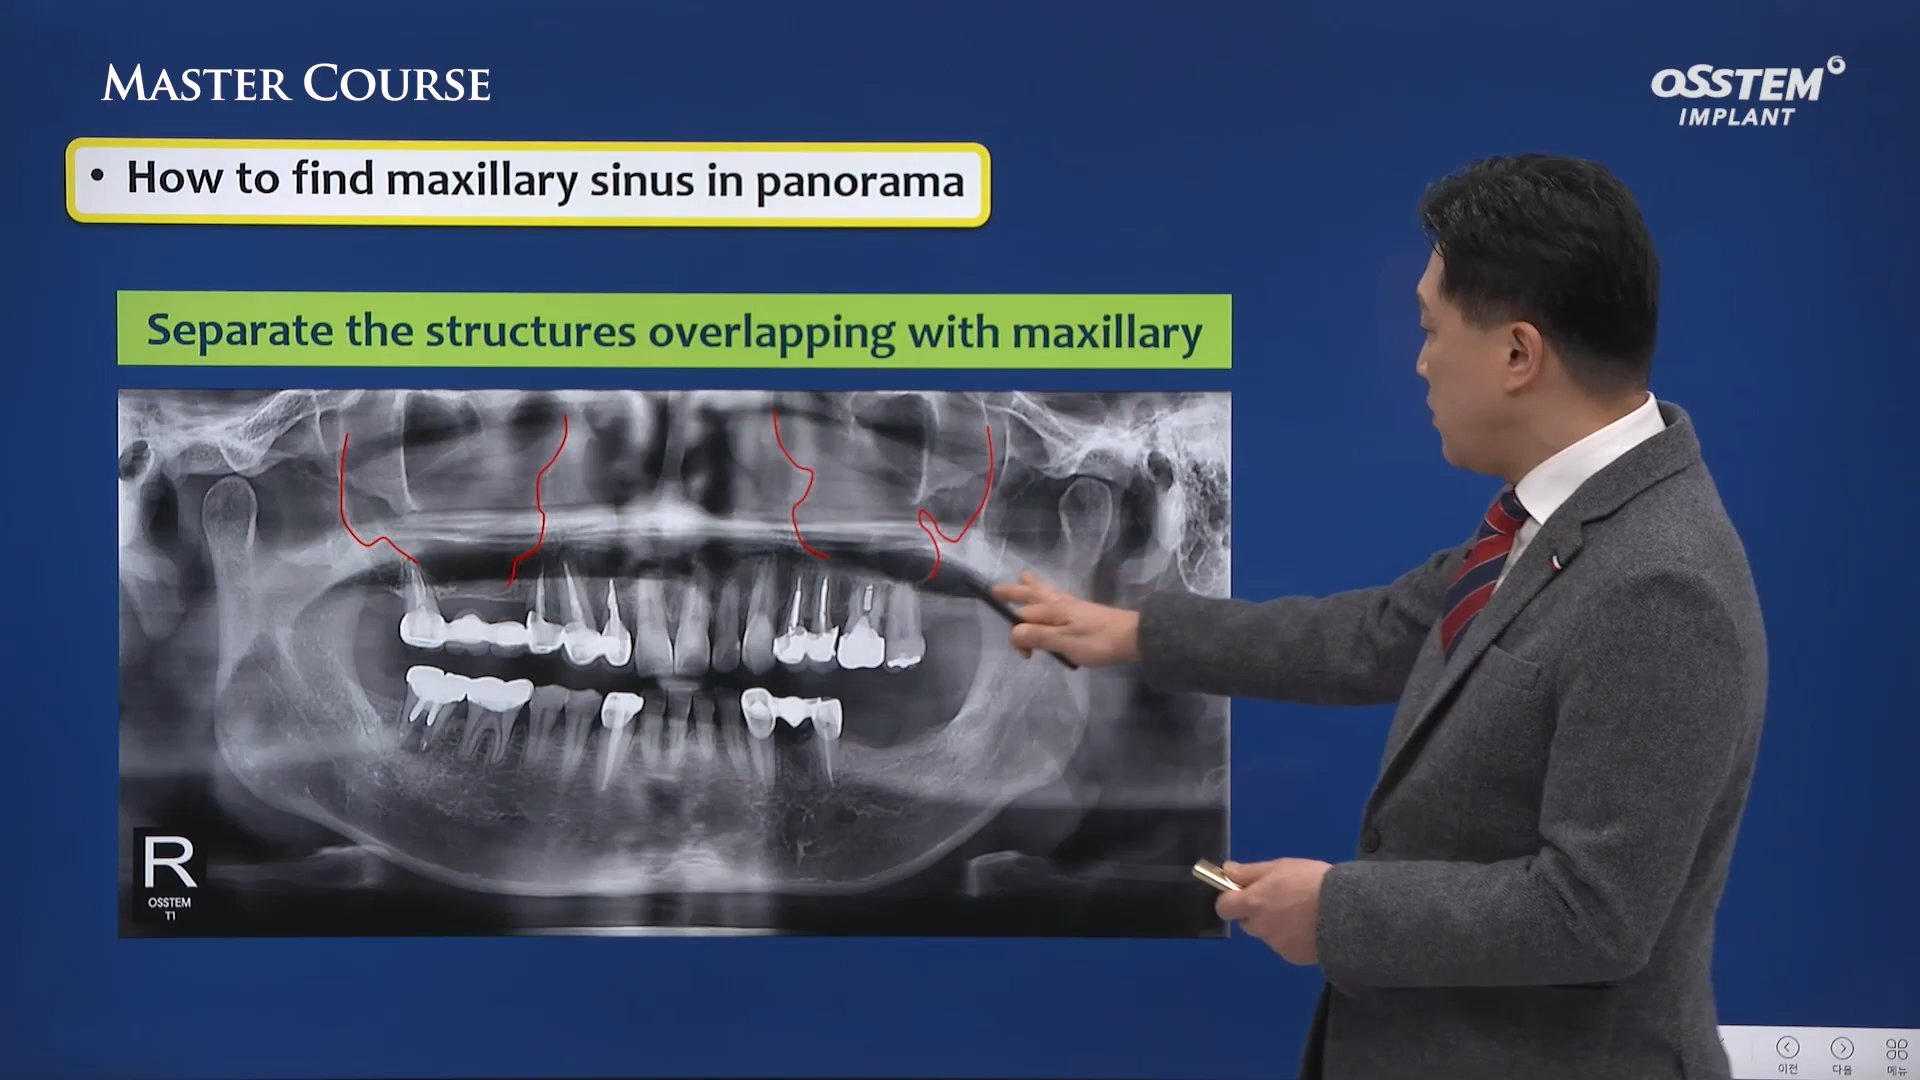 MASTER COURSE
OSSTEM
IMPLANT
• How to find maxillary sinus in panorama
Separate the structures overlapping with maxillary
R
OSSTEM
T1
이전 다음 메뉴